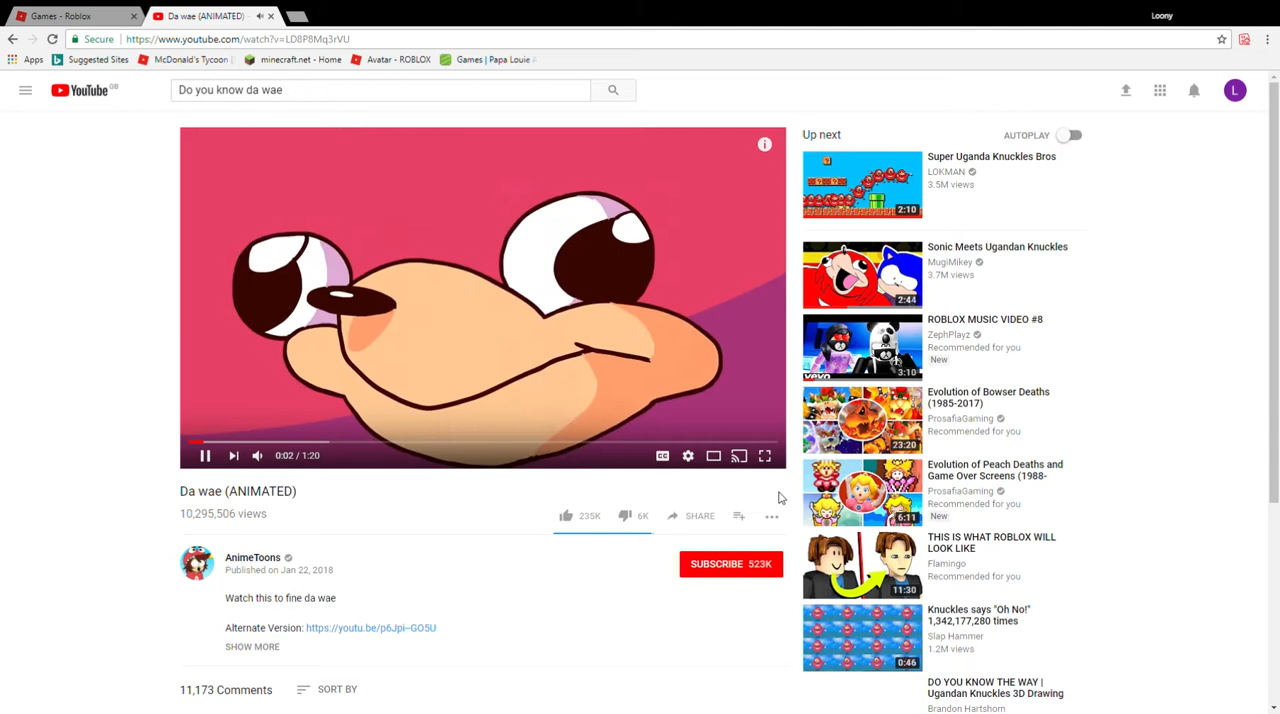 Games - Roblox
Da wae (ANIMATED) -
Loony
Secure
https://www.youtube.com/watch?v=LD8P8Mq3rVU
Apps
Suggested Sites
McDonald's Tycoon
minecraft.net - Home
Avatar - ROBLOX
Games | Papa Louie
YouTube GB
Do you know da wae
L
0:02 / 1:20
CC
Da wae (ANIMATED)
10,295,506 views
235K
6K
SHARE
AnimeToons
Published on Jan 22, 2018
SUBSCRIBE 523K
Watch this to fine da wae
Alternate Version: https://youtu.be/p6Jpi--GO5U
SHOW MORE
11,173 Comments
SORT BY
Up next
AUTOPLAY
Super Uganda Knuckles Bros
LOKMAN
3.5M views
2:10
Sonic Meets Ugandan Knuckles
MugiMikey
3.7M views
2:44
ROBLOX MUSIC VIDEO #8
ZephPlayz
Recommended for you
New
vevo
3:10
Evolution of Bowser Deaths
(1985-2017)
ProsafiaGaming
Recommended for you
23:20
Evolution of Peach Deaths and
Game Over Screens (1988-
ProsafiaGaming
Recommended for you
New
6:11
THIS IS WHAT ROBLOX WILL
LOOK LIKE
Flamingo
Recommended for you
11:30
Knuckles says "Oh No!"
1,342,177,280 times
Slap Hammer
1.2M views
0:46
DO YOU KNOW THE WAY |
Ugandan Knuckles 3D Drawing
Brandon Hartshorn